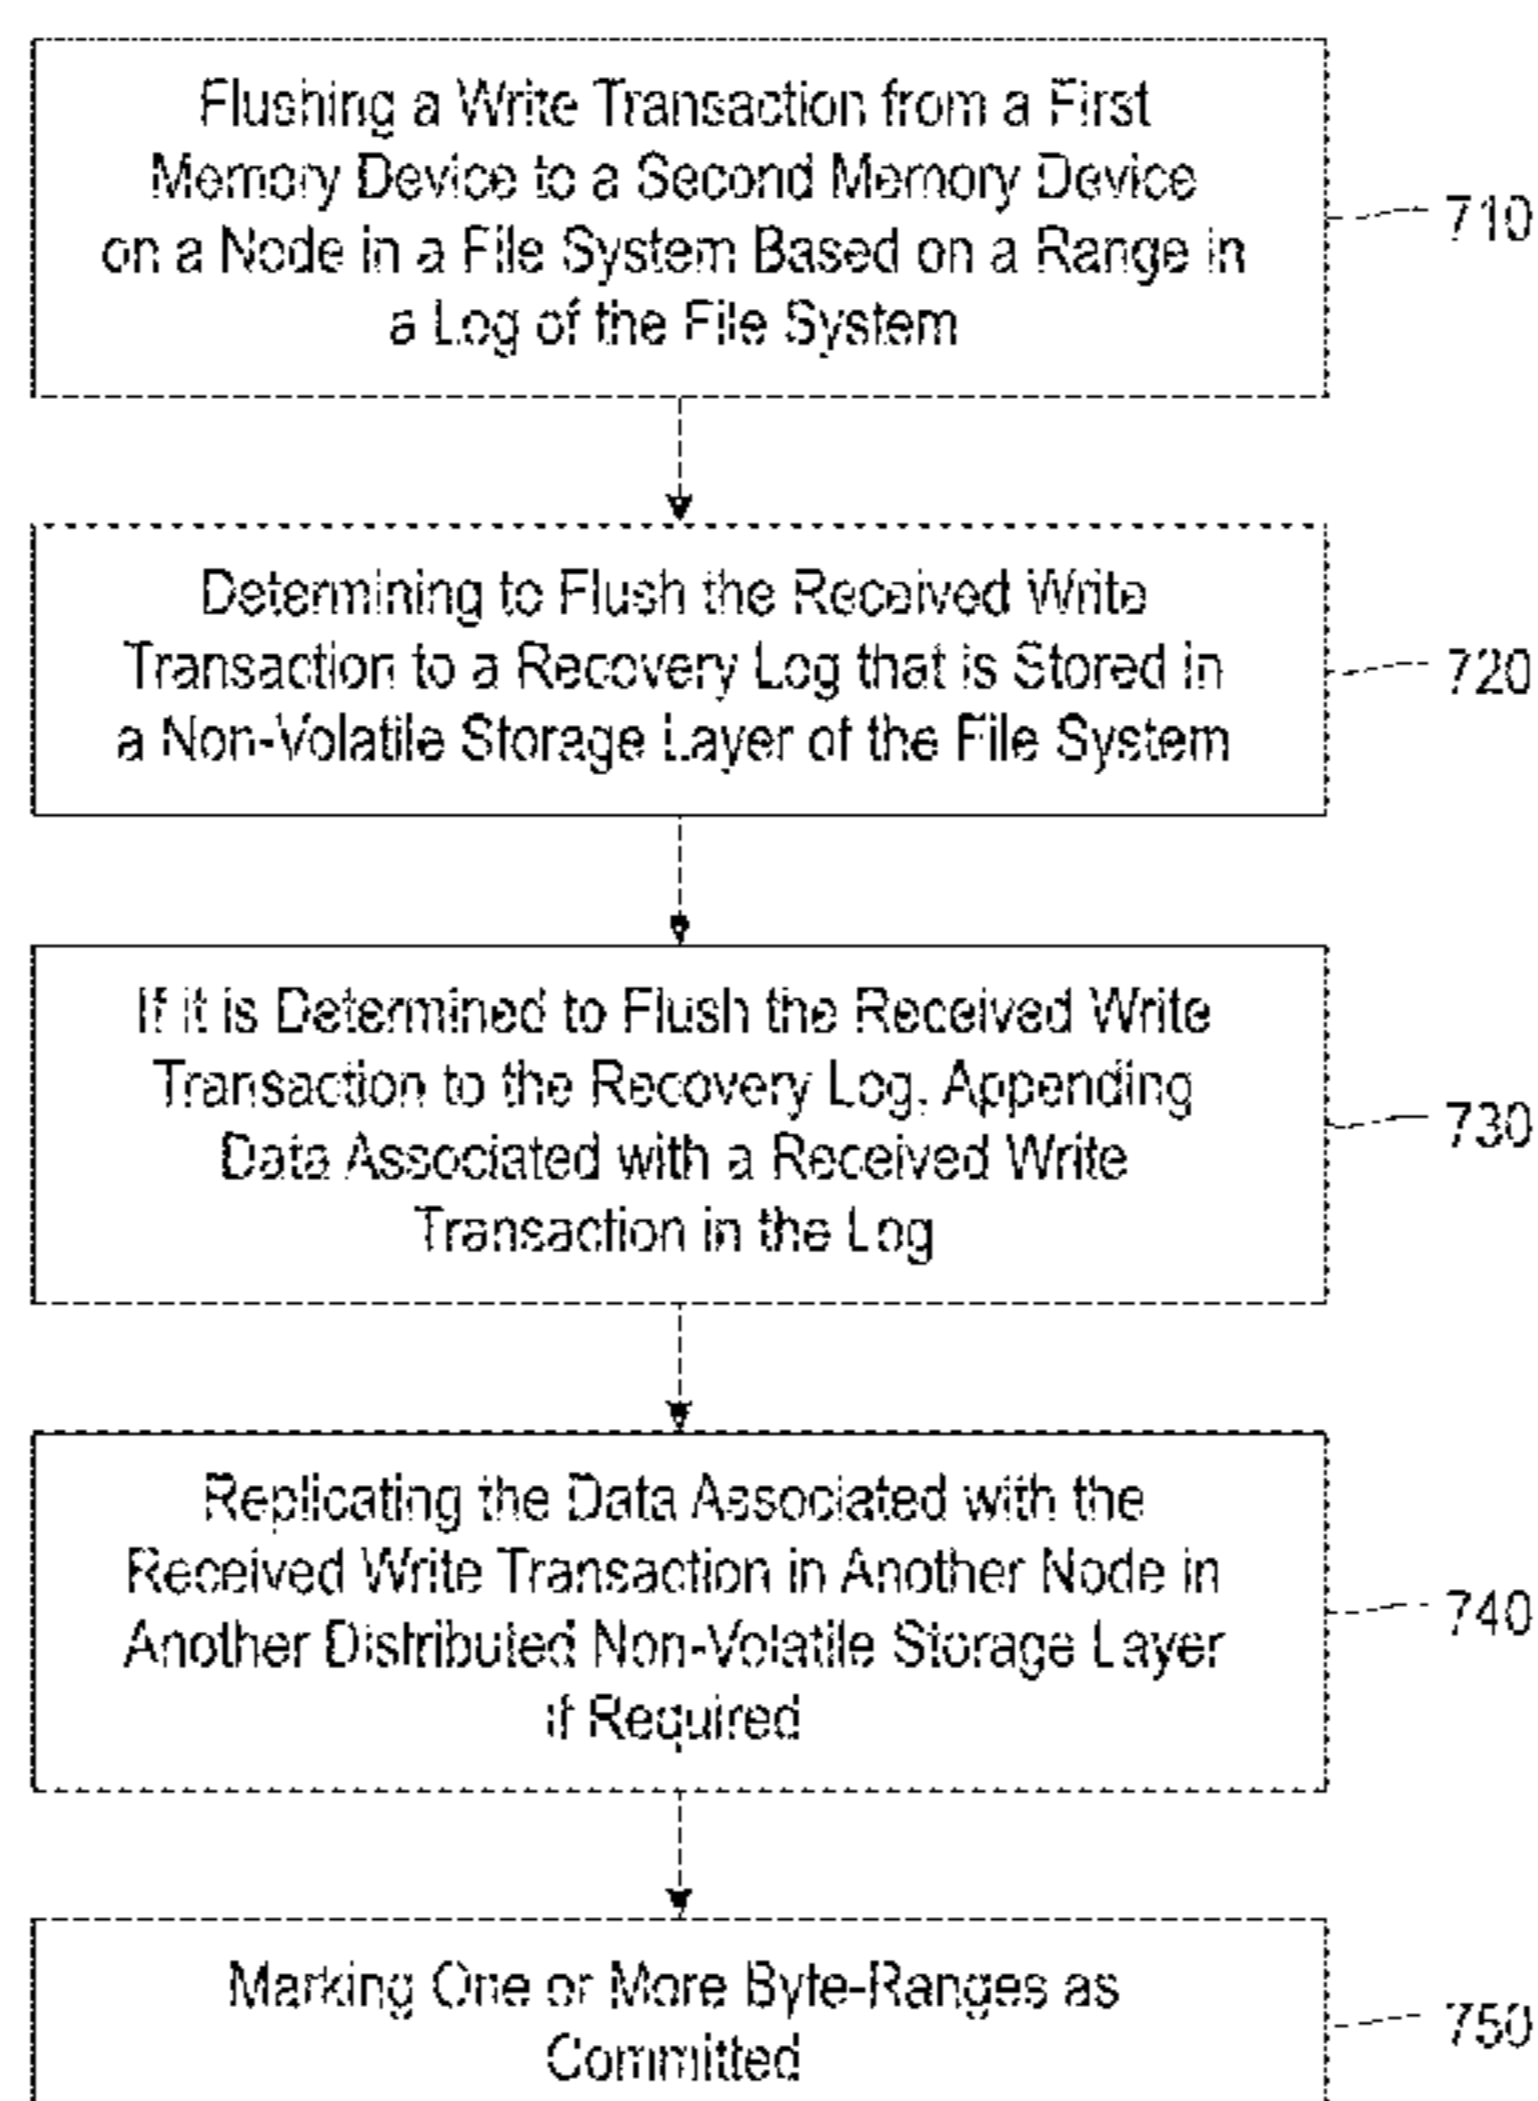 Flushing a Write Transaction from a First
Memory Device to a Second Memory Device
on a Node in a File System Based on a Range in
a Log of the File System
710
Determining to Flush the Received Write
Transaction to a Recovery Log that is Stored in
a Non-Volatile Storage Layer of the File System
720
If it is Determined to Flush the Received Write
Transaction to the Recovery Log, Appending
Data Associated with a Received Write
Transaction in the Log
730
Replicating the Data Associated with the
Received Write Transaction in Another Node in
Another Distributed Non-Volatile Storage Layer
if Required
740
Marking One or More Byte-Ranges as
Committed
750